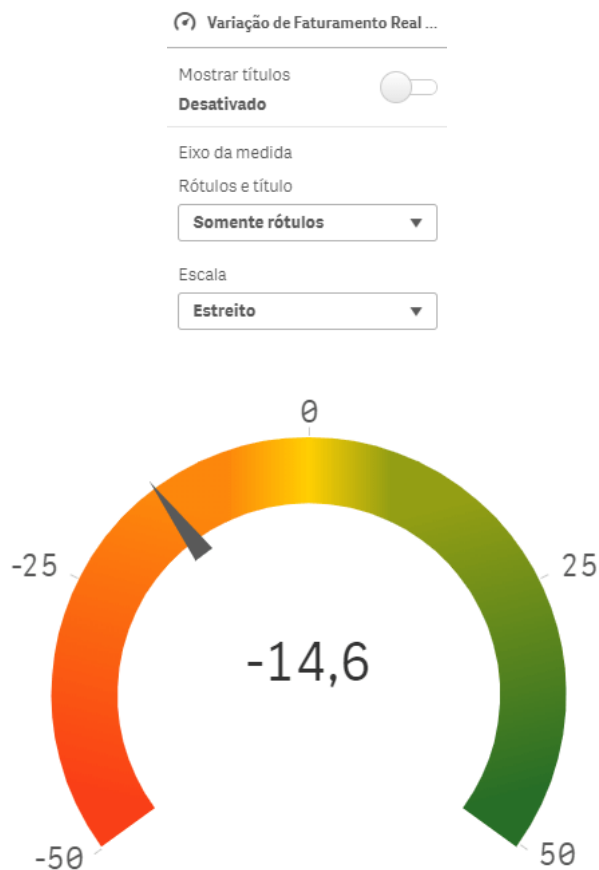 Variação de Faturamento Real ...
Mostrar títulos
Desativado
Eixo da medida
Rótulos e título
Somente rótulos
Escala
Estreito
0
-25
25
-14,6
-50
50